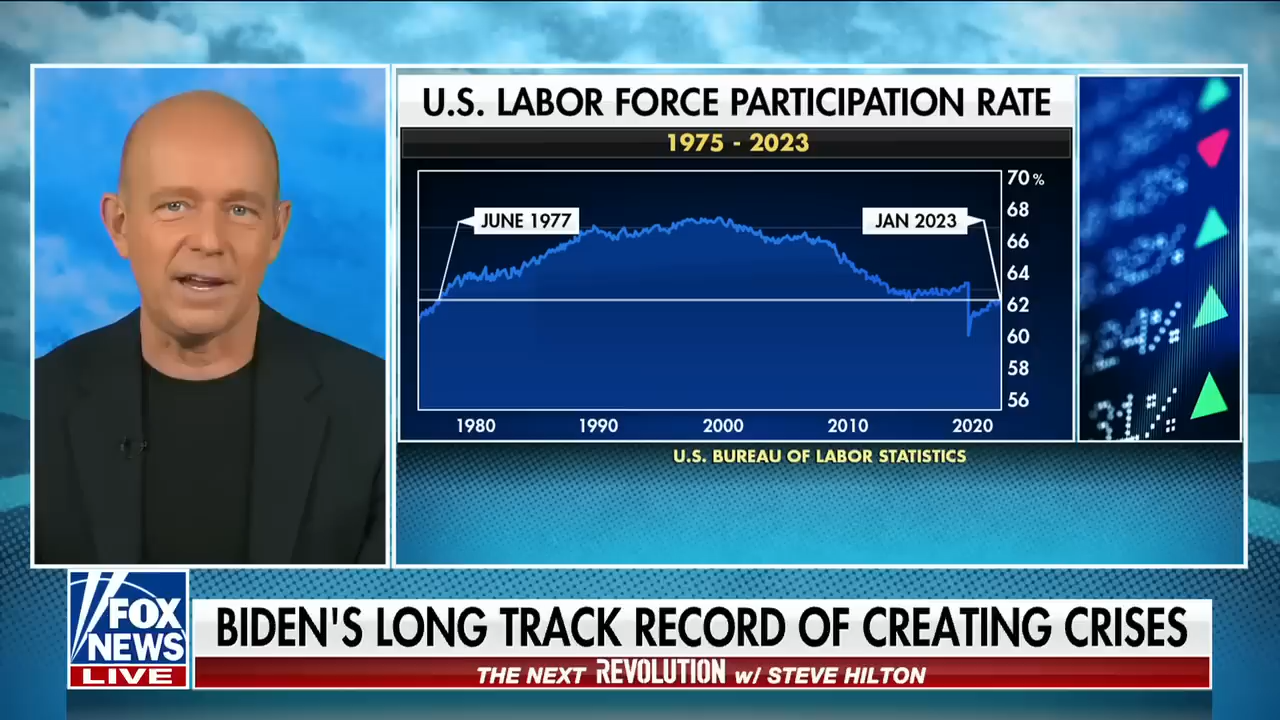 U.S. LABOR FORCE PARTICIPATION RATE
1975 - 2023
70%
JUNE 1977
JAN 2023
68
66
64
62
60
58
56
1980 1990 2000 2010 2020
U.S. BUREAU OF LABOR STATISTICS
FOX
NEWS
LIVE
BIDEN'S LONG TRACK RECORD OF CREATING CRISES
THE NEXT REVOLUTION w/ STEVE HILTON